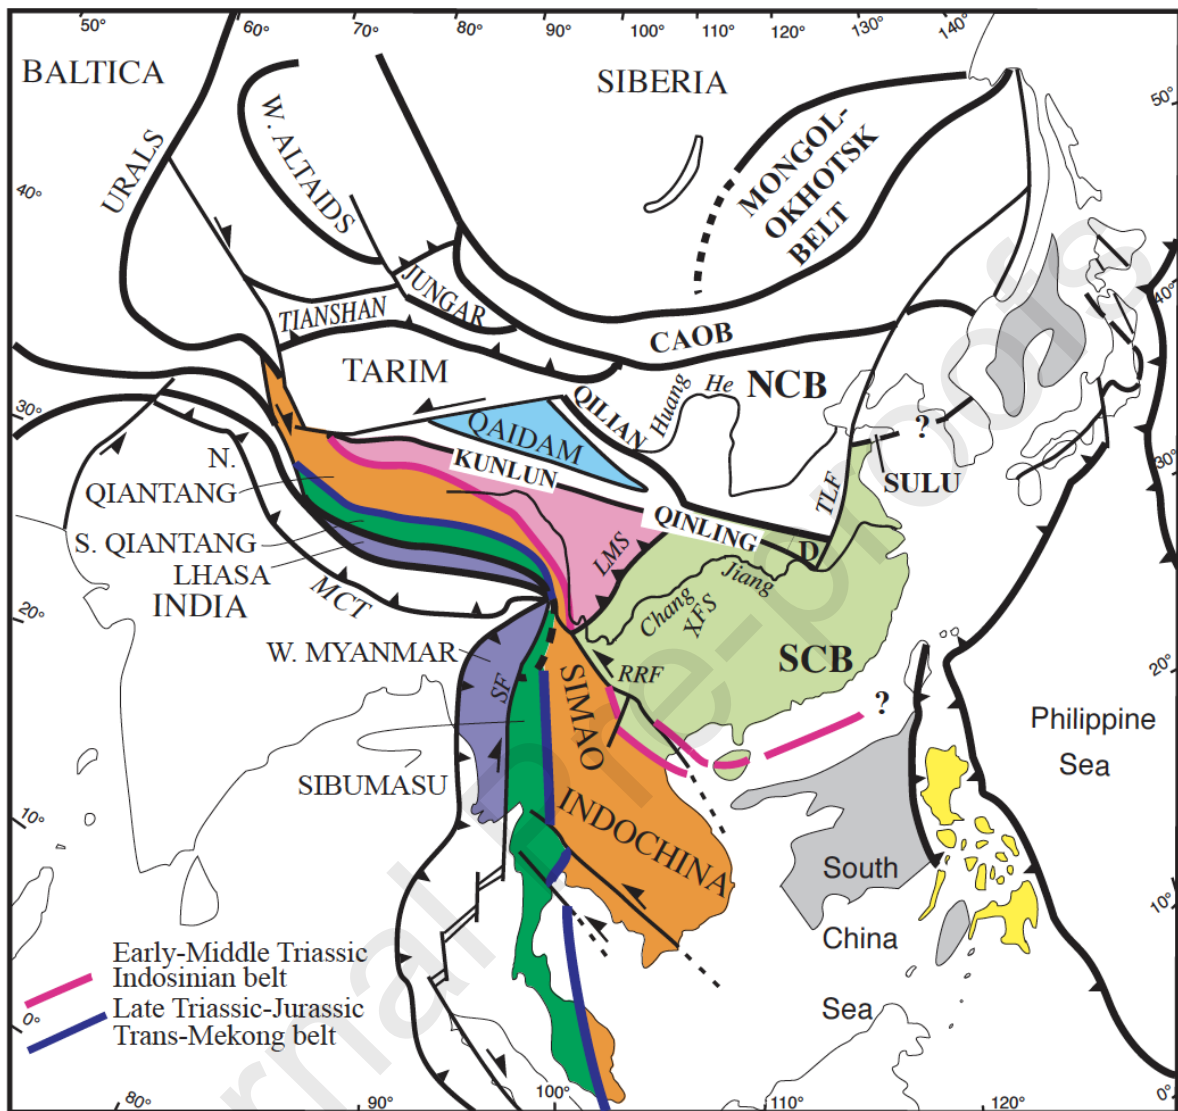 50°
60°
70°
80°
90°
100°
110°
120°
130°
140°
BALTICA
SIBERIA
W. ALTAIDS
URALS
MONGOL-
OKHOTSK
BELT
50°
40°
JUNGAR
TIANSHAN
CAOB
40°
TARIM
NCB
Huang
He
QILIAN
30°
QAIDAM
KUNLUN
?
SULU
30°
N.
QIANTANG
TLF
QINLING
S. QIANTANG
LHASA
INDIA
MCT
LMS
D
Chang
Jiang
XFS
20°
W. MYANMAR
SF
SIMAO
RRF
SCB
20°
?
Philippine
Sea
SIBUMASU
INDOCHINA
10°
South
China
Sea
10°
Early-Middle Triassic
Indosinian belt
Late Triassic-Jurassic
Trans-Mekong belt
0°
80°
90°
100°
110°
120°
0°
rnal Pre-proofs